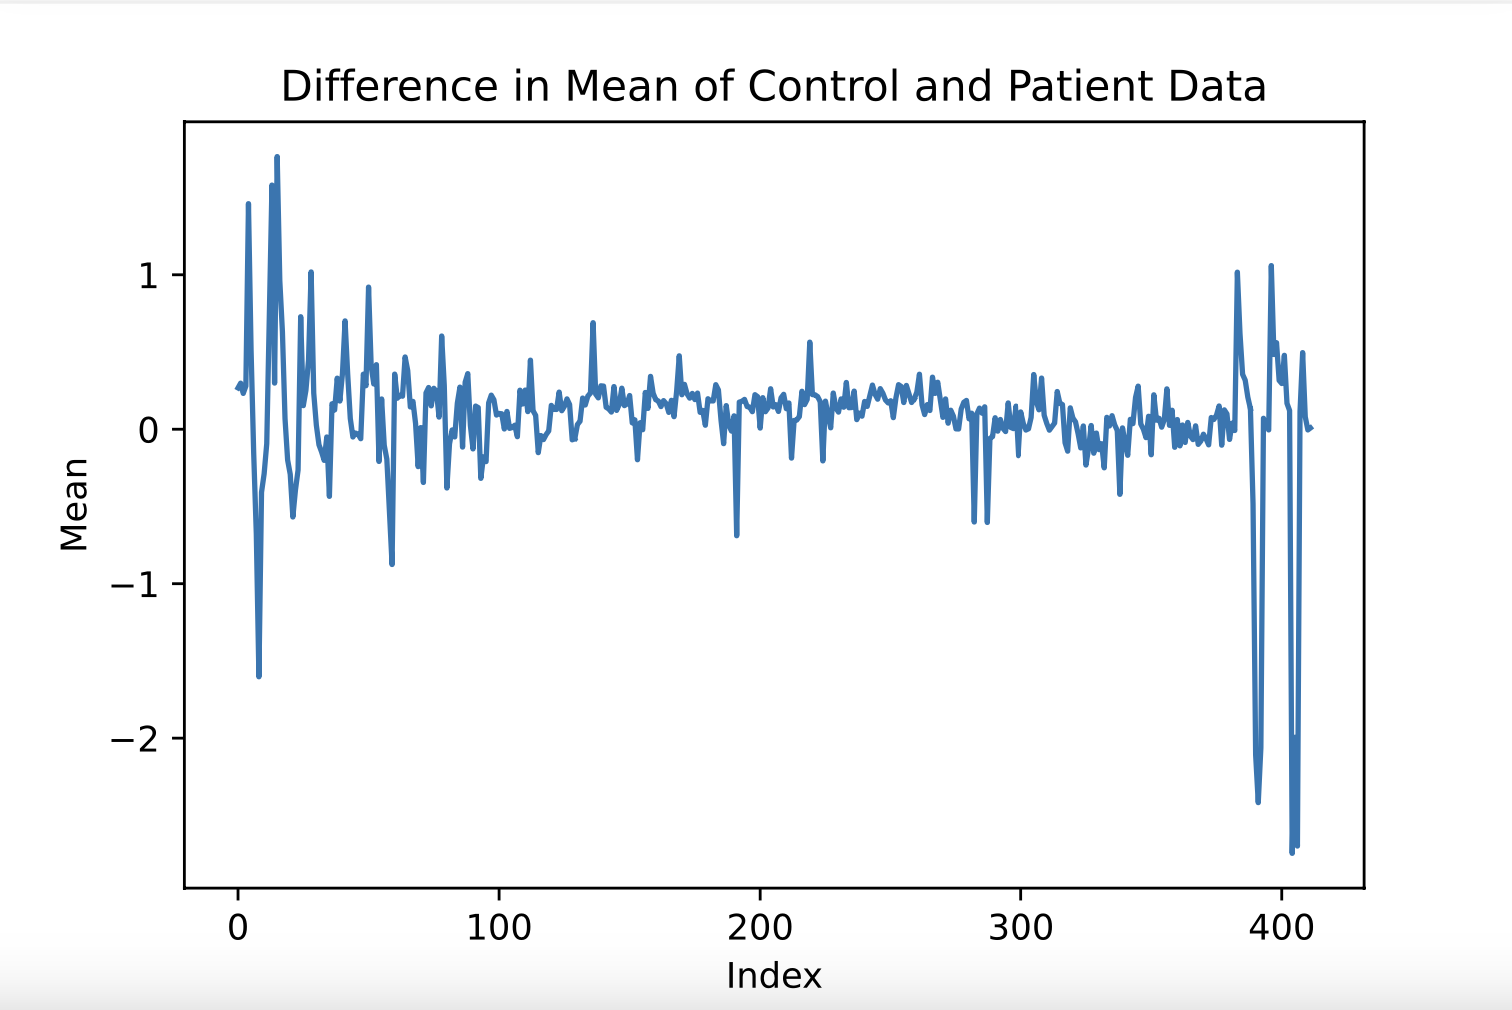 Difference in Mean of Control and Patient Data
1
0
−1
−2
Mean
0 100 200 300 400
Index